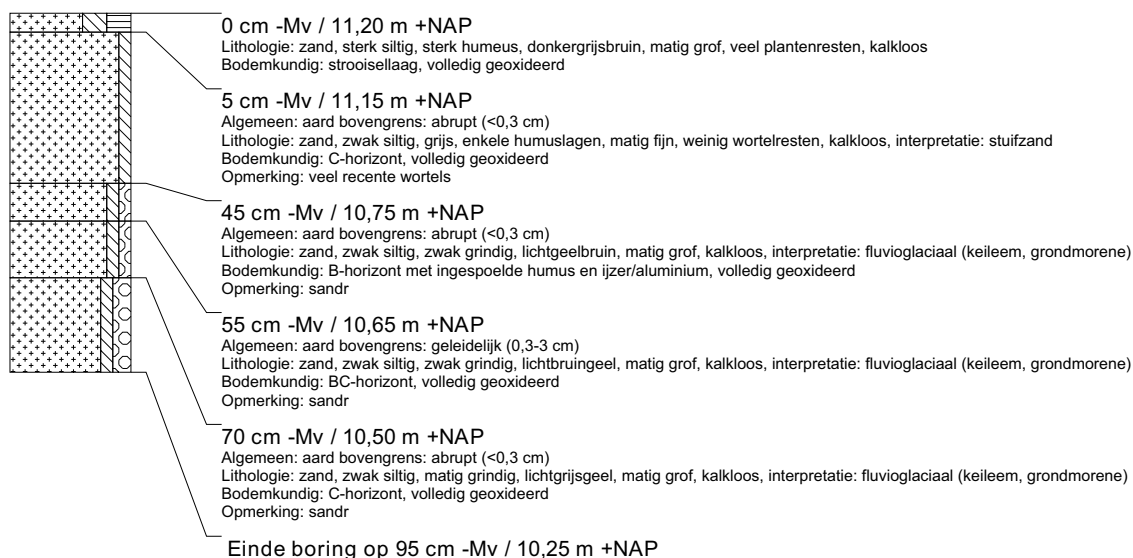 0 cm -Mv / 11,20 m +NAP
Lithologie: zand, sterk siltig, sterk humeus, donkergrijsbruin, matig grof, veel plantenresten, kalkloos
Bodemkundig: strooisellaag, volledig geoxideerd
5 cm -Mv / 11,15 m +NAP
Algemeen: aard bovengrens: abrupt (<0,3 cm)
Lithologie: zand, zwak siltig, grijs, enkele humuslagen, matig fijn, weinig wortelresten, kalkloos, interpretatie: stuifzand
Bodemkundig: C-horizont, volledig geoxideerd
Opmerking: veel recente wortels
45 cm -Mv / 10,75 m +NAP
Algemeen: aard bovengrens: abrupt (<0,3 cm)
Lithologie: zand, zwak siltig, zwak grindig, lichtgeelbruin, matig grof, kalkloos, interpretatie: fluvioglaciaal (keileem, grondmorene)
Bodemkundig: B-horizont met ingespoelde humus en ijzer/aluminium, volledig geoxideerd
Opmerking: sandr
55 cm -Mv / 10,65 m +NAP
Algemeen: aard bovengrens: geleidelijk (0,3-3 cm)
Lithologie: zand, zwak siltig, zwak grindig, lichtbruingeel, matig grof, kalkloos, interpretatie: fluvioglaciaal (keileem, grondmorene)
Bodemkundig: BC-horizont, volledig geoxideerd
Opmerking: sandr
70 cm -Mv / 10,50 m +NAP
Algemeen: aard bovengrens: abrupt (<0,3 cm)
Lithologie: zand, zwak siltig, matig grindig, lichtgrijsgeel, matig grof, kalkloos, interpretatie: fluvioglaciaal (keileem, grondmorene)
Bodemkundig: C-horizont, volledig geoxideerd
Opmerking: sandr
Einde boring op 95 cm -Mv / 10,25 m +NAP